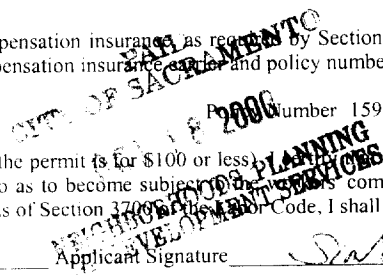 pensation insurance, as required by Section
PAID
pensation insurance carrier and policy numbe
CITY OF SACRAMENTO
2000
Number 159
the permit is for $100 or less)
NEIGHBORHOODS, PLANNING
o as to become subject to the workers' com
DEVELOPMENT SERVICES
s of Section 3700 of the Labor Code, I shall
Applicant Signature